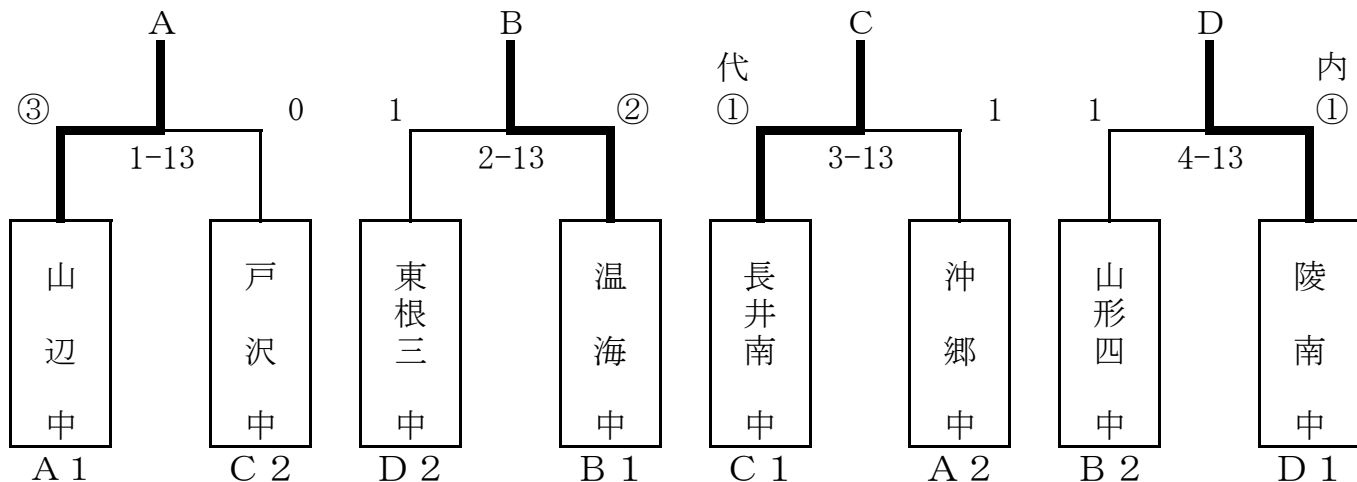 A B C D
代 内
③ 0 1 ② ① 1 1 ①
1-13 2-13 3-13 4-13
山辺中 戸沢中 東根三中 温海中 長井南中 沖郷中 山形四中 陵南中
A1 C2 D2 B1 C1 A2 B2 D1